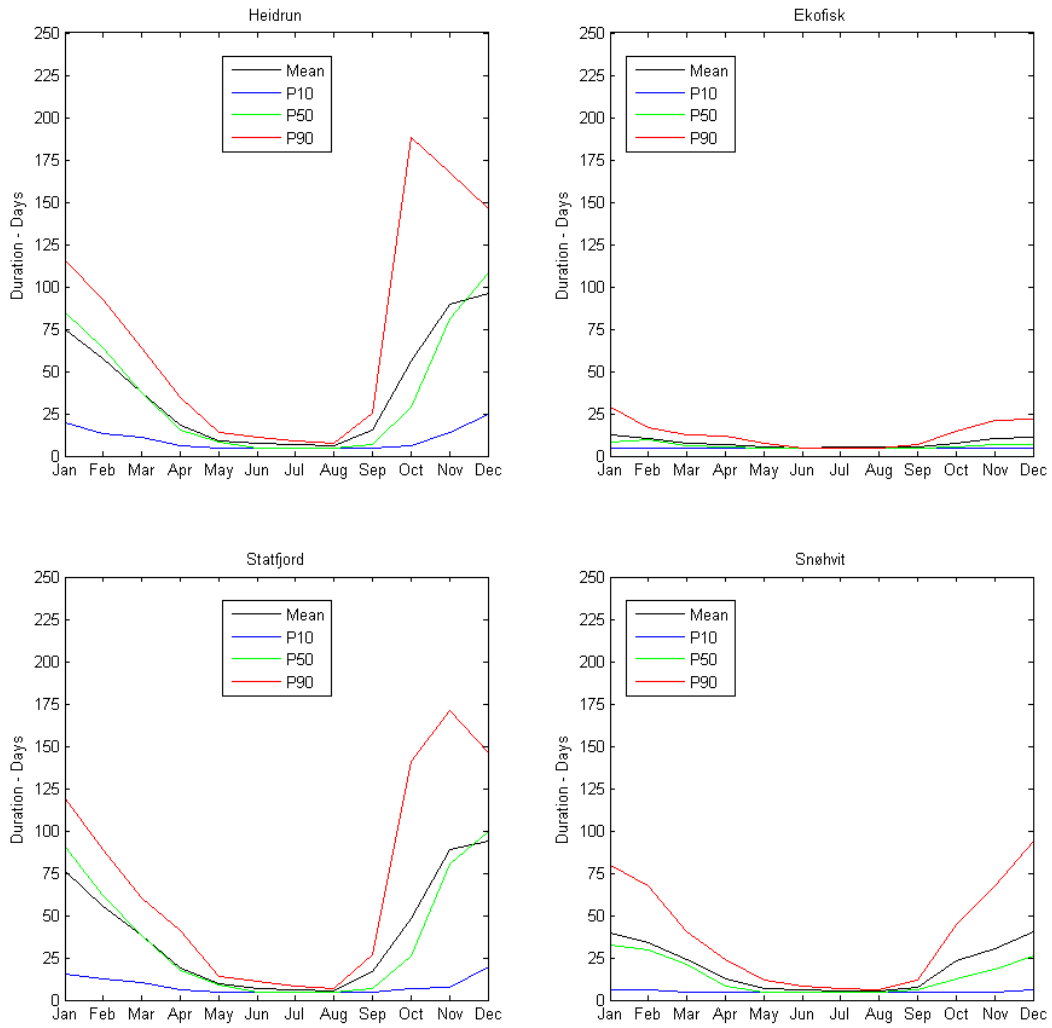 Heidrun
250
225
200
175
150
125
100
75
50
25
0
Duration - Days
Mean
P10
P50
P90
Jan Feb Mar Apr May Jun Jul Aug Sep Oct Nov Dec
Ekofisk
250
225
200
175
150
125
100
75
50
25
0
Duration - Days
Mean
P10
P50
P90
Jan Feb Mar Apr May Jun Jul Aug Sep Oct Nov Dec
Statfjord
250
225
200
175
150
125
100
75
50
25
0
Duration - Days
Mean
P10
P50
P90
Jan Feb Mar Apr May Jun Jul Aug Sep Oct Nov Dec
Snøhvit
250
225
200
175
150
125
100
75
50
25
0
Duration - Days
Mean
P10
P50
P90
Jan Feb Mar Apr May Jun Jul Aug Sep Oct Nov Dec